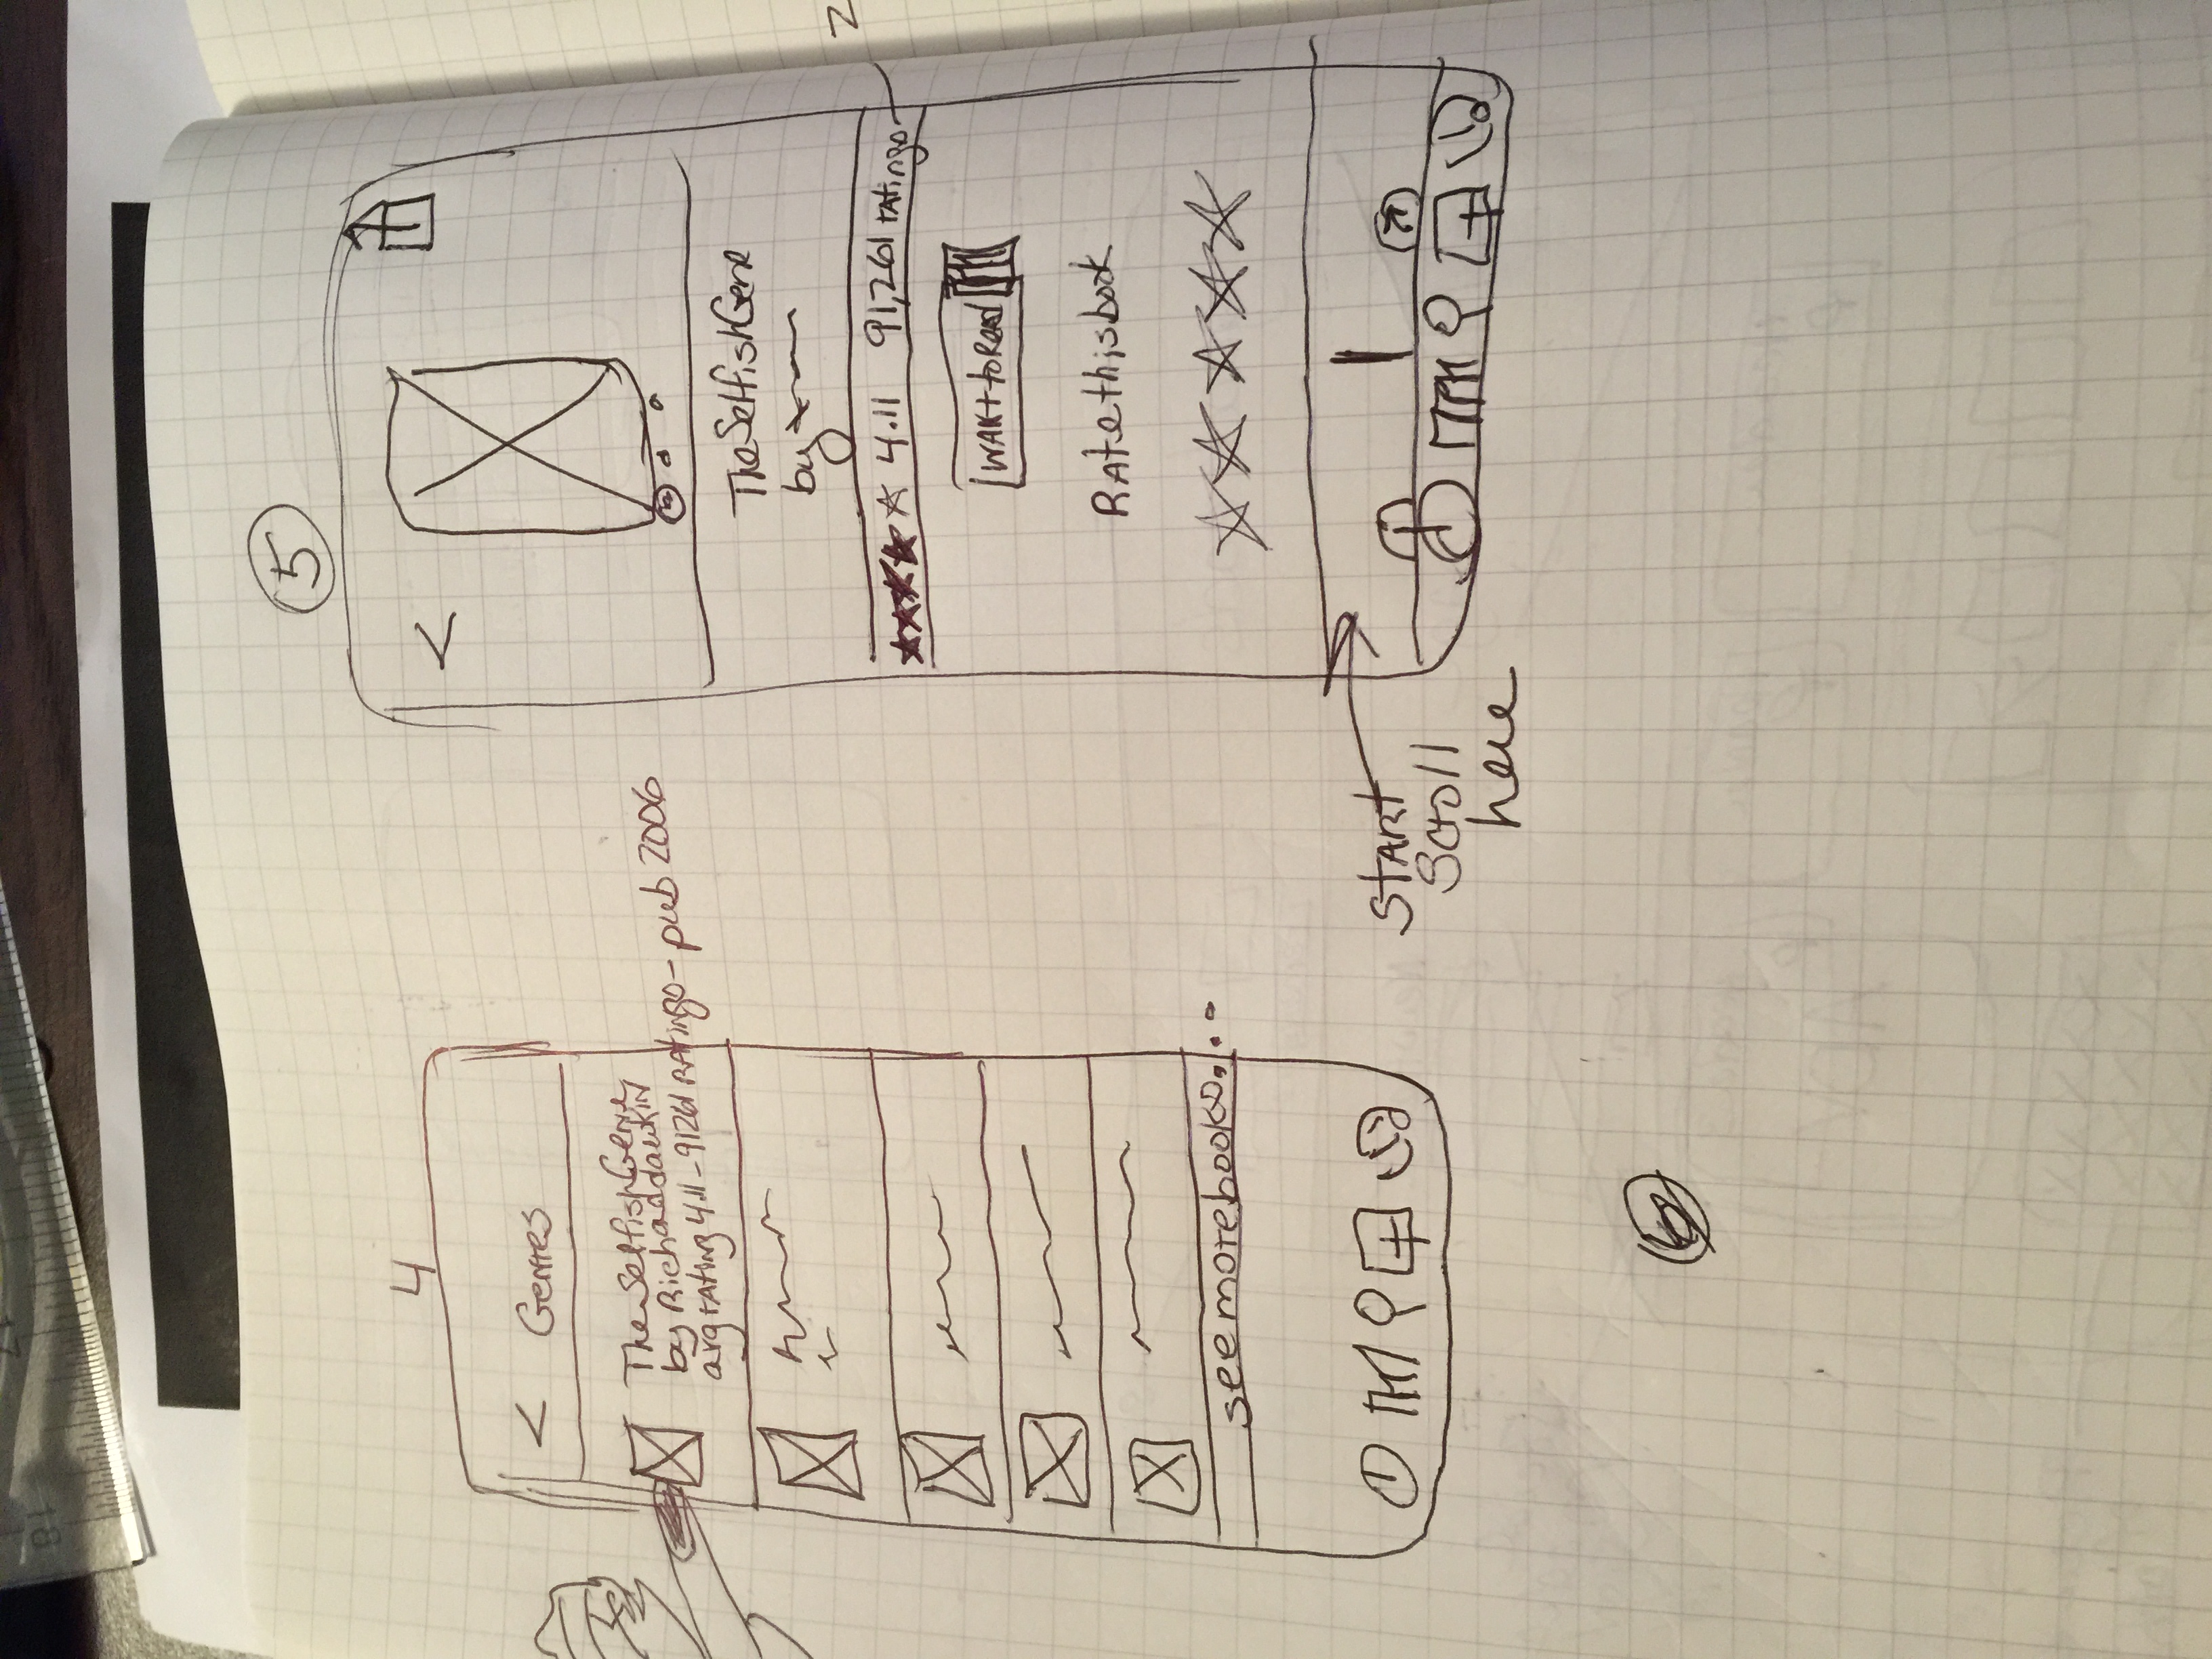 18
17
4
< Genres
The Selfish Gene
by Richard dawkin
avg rating 4.11 - 91261 RAtings - pub 2006
see more books....
5
<
The Selfish Gene
by
4.11 91,261 ratings
WANt to Read
RAte this book
START
Scroll
here
6